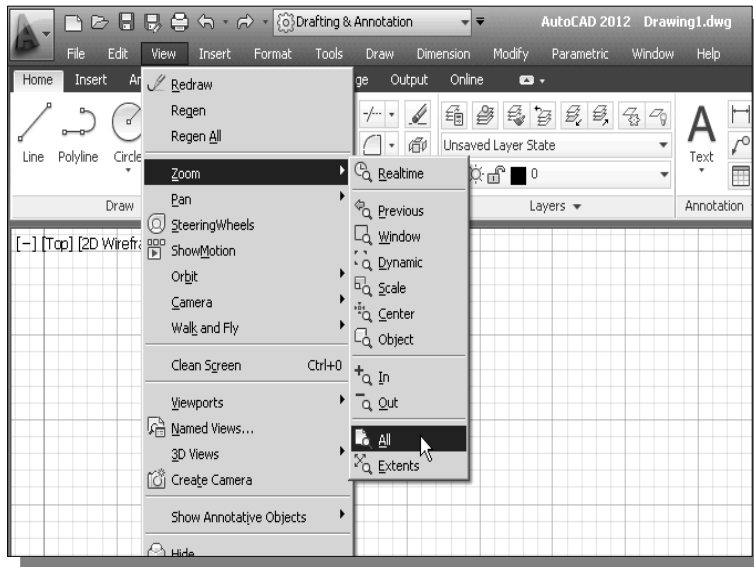 Drafting & Annotation AutoCAD 2012 Drawing1.dwg
File Edit View Insert Format Tools Draw Dimension Modify Parametric Window Help
Home Insert Output Online
Line Polyline Circle
Draw
Unsaved Layer State
0
Layers
Text
Annotation
[-] [Top]
Redraw
Regen
Regen All
Zoom
Pan
SteeringWheels
ShowMotion
Orbit
Camera
Walk and Fly
Clean Screen Ctrl+0
Viewports
Named Views...
3D Views
Create Camera
Show Annotative Objects
Hide
Realtime
Previous
Window
Dynamic
Scale
Center
Object
In
Out
All
Extents